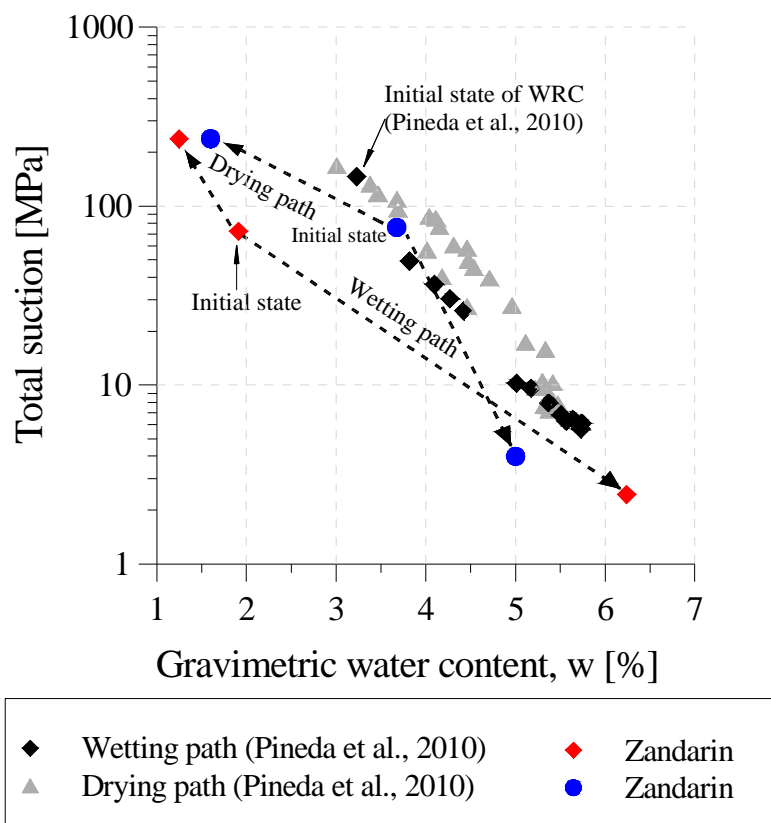 1000
100
10
1
Total suction [MPa]
Initial state of WRC
(Pineda et al., 2010)
Drying path
Initial state
Initial state
Wetting path
1 2 3 4 5 6 7
Gravimetric water content, w [%]
Wetting path (Pineda et al., 2010)
Zandarin
Drying path (Pineda et al., 2010)
Zandarin